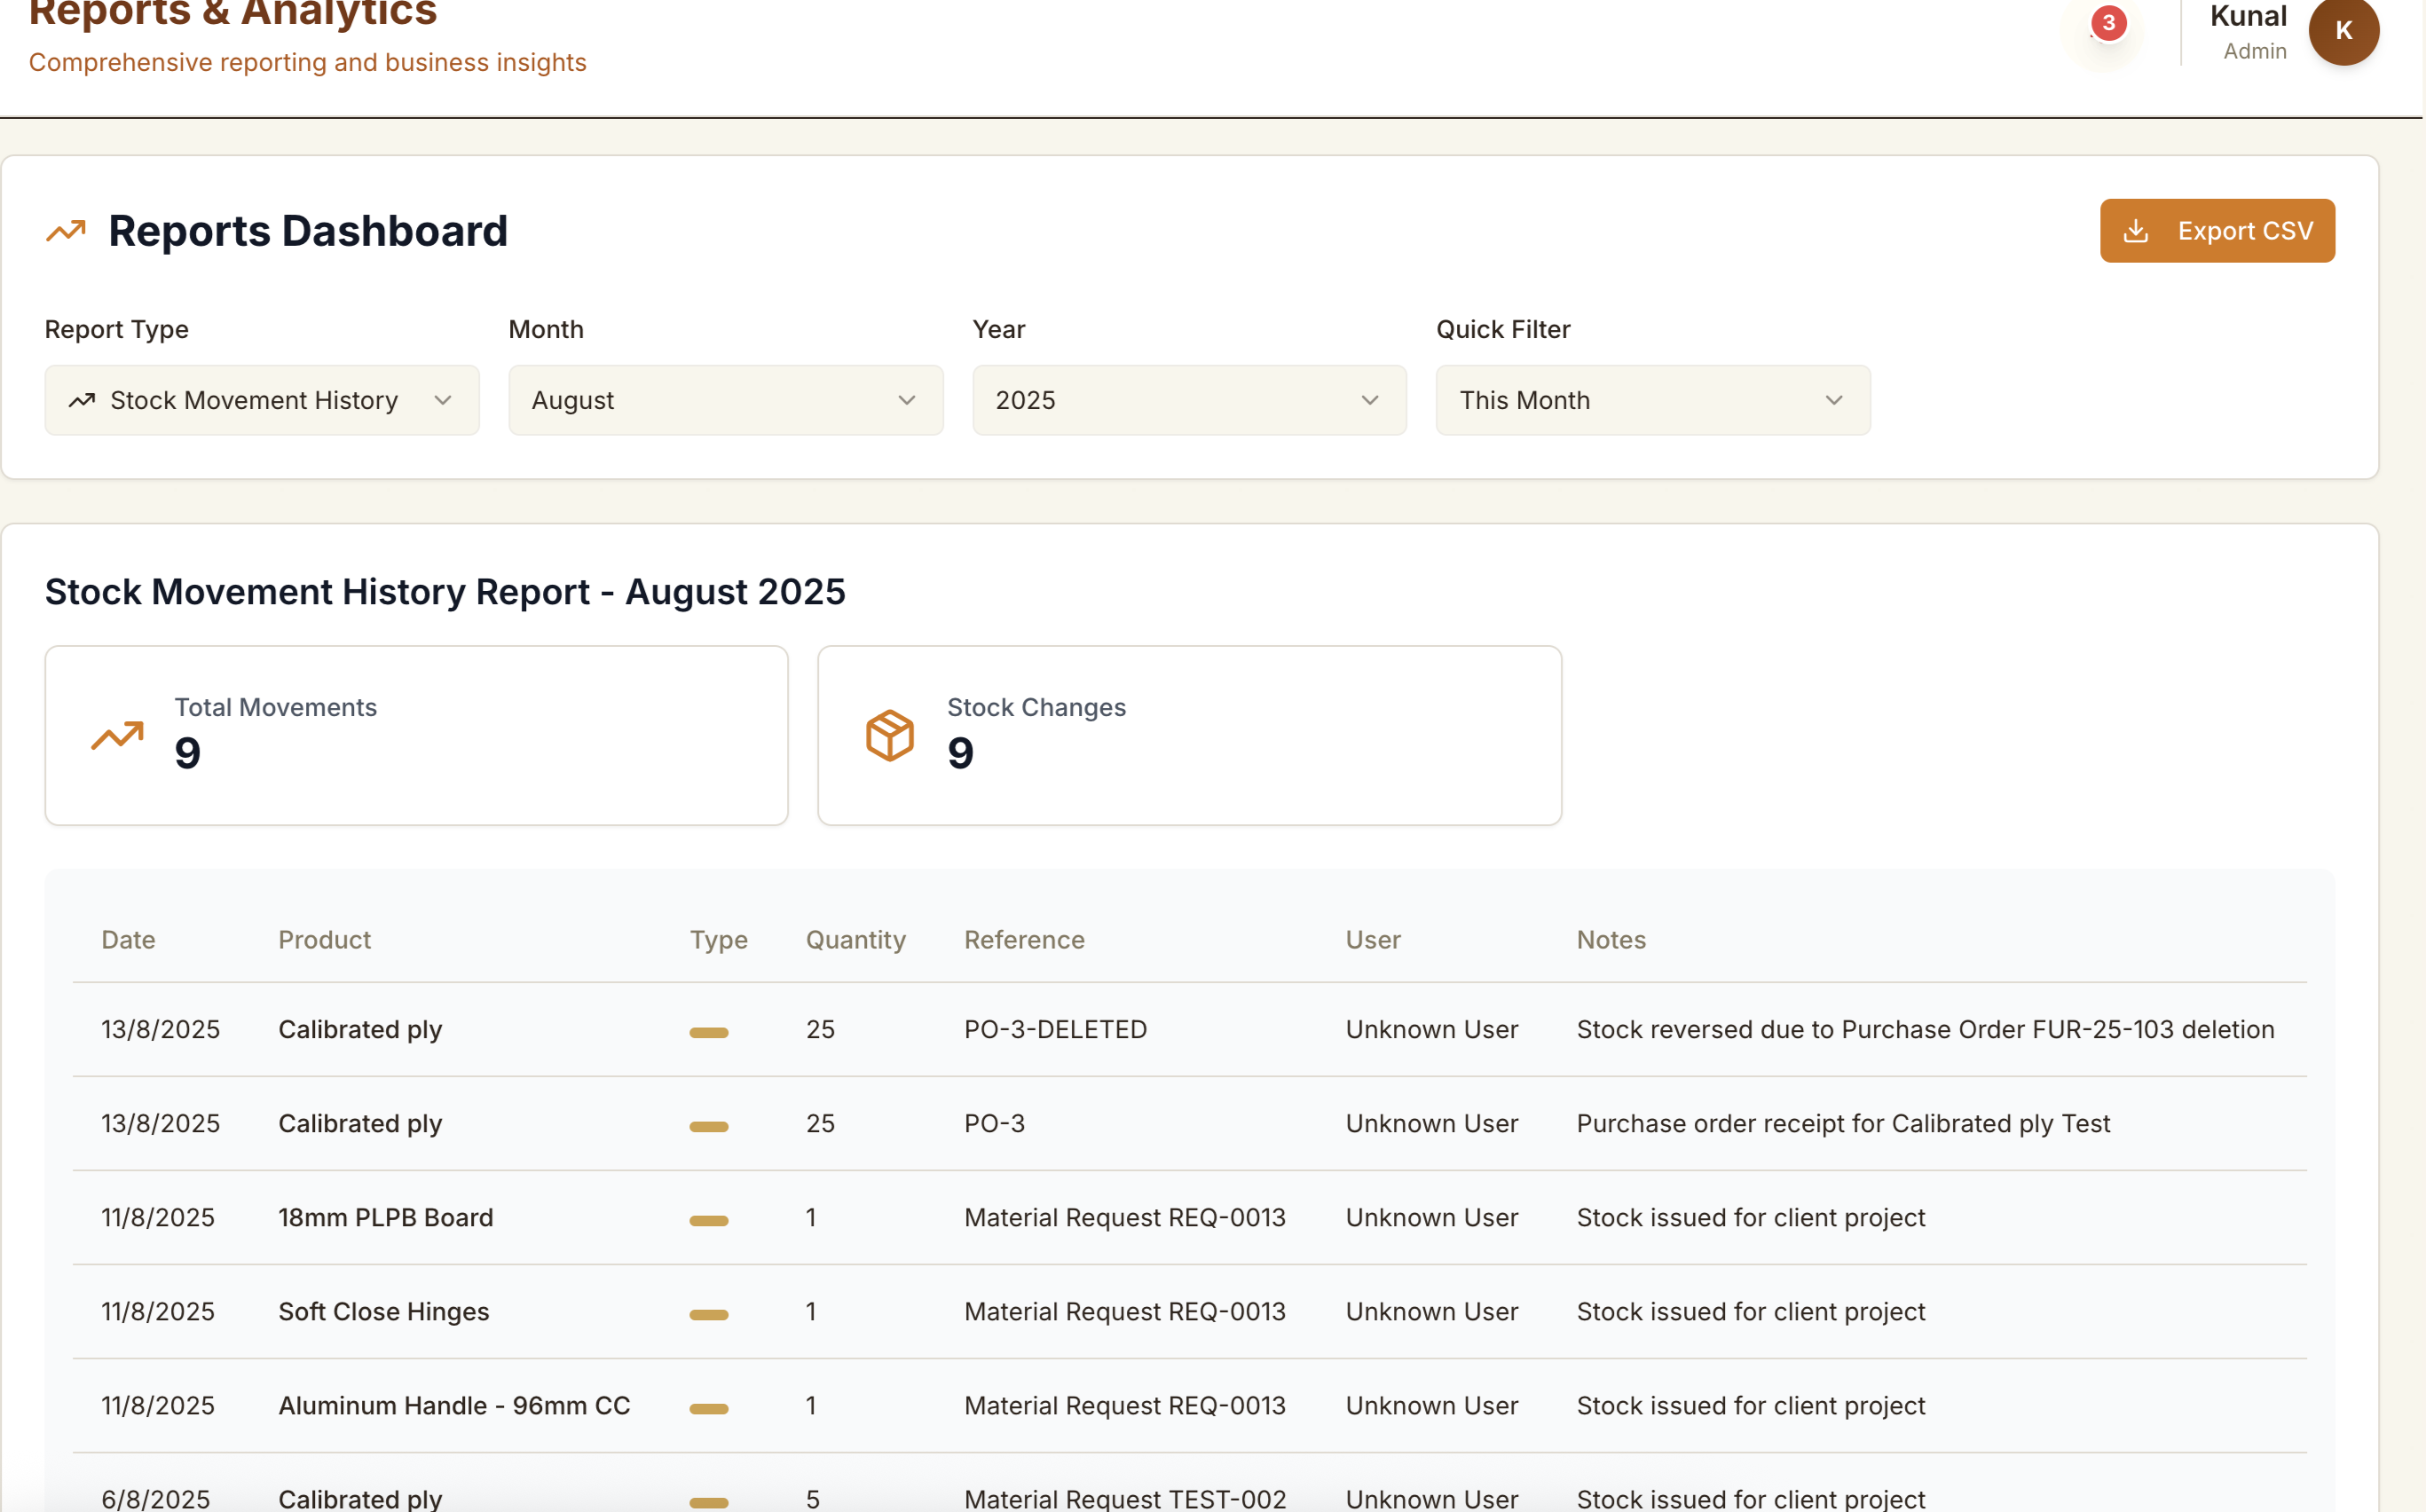 Reports & Analytics
Comprehensive reporting and business insights
3
Kunal
Admin
K
Reports Dashboard
Export CSV
Report Type
Month
Year
Quick Filter
Stock Movement History
August
2025
This Month
Stock Movement History Report - August 2025
Total Movements
9
Stock Changes
9
Date Product Type Quantity Reference User Notes
13/8/2025 Calibrated ply 25 PO-3-DELETED Unknown User Stock reversed due to Purchase Order FUR-25-103 deletion
13/8/2025 Calibrated ply 25 PO-3 Unknown User Purchase order receipt for Calibrated ply Test
11/8/2025 18mm PLPB Board 1 Material Request REQ-0013 Unknown User Stock issued for client project
11/8/2025 Soft Close Hinges 1 Material Request REQ-0013 Unknown User Stock issued for client project
11/8/2025 Aluminum Handle - 96mm CC 1 Material Request REQ-0013 Unknown User Stock issued for client project
6/8/2025 Calibrated ply 5 Material Request TEST-002 Unknown User Stock issued for client project